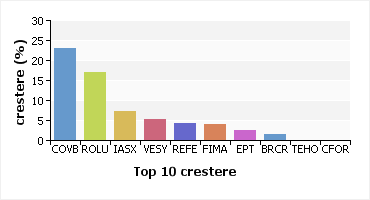 crestere (%)
30
25
20
15
10
5
0
COVB ROLU IASX VESY REFE FIMA EPT BRCR TEHO CFOR
Top 10 crestere